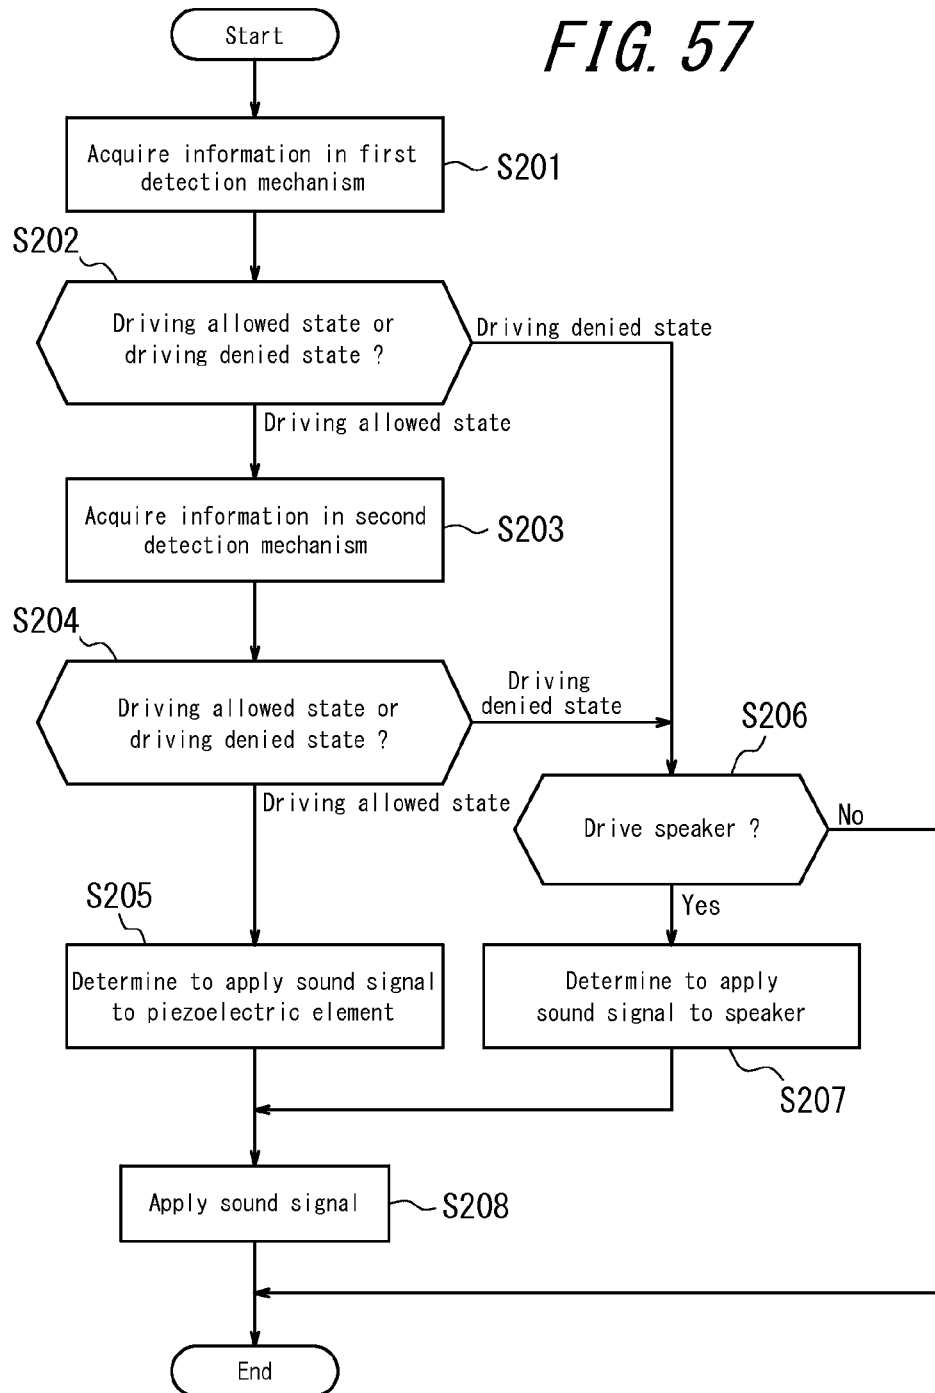 FIG. 57
Start
Acquire information in first
detection mechanism
S201
S202
Driving allowed state or
driving denied state ?
Driving denied state
Driving allowed state
Acquire information in second
detection mechanism
S203
S204
Driving allowed state or
driving denied state ?
Driving
denied state
Driving allowed state
S206
Drive speaker ?
No
Yes
S205
Determine to apply sound signal
to piezoelectric element
Determine to apply
sound signal to speaker
S207
Apply sound signal
S208
End